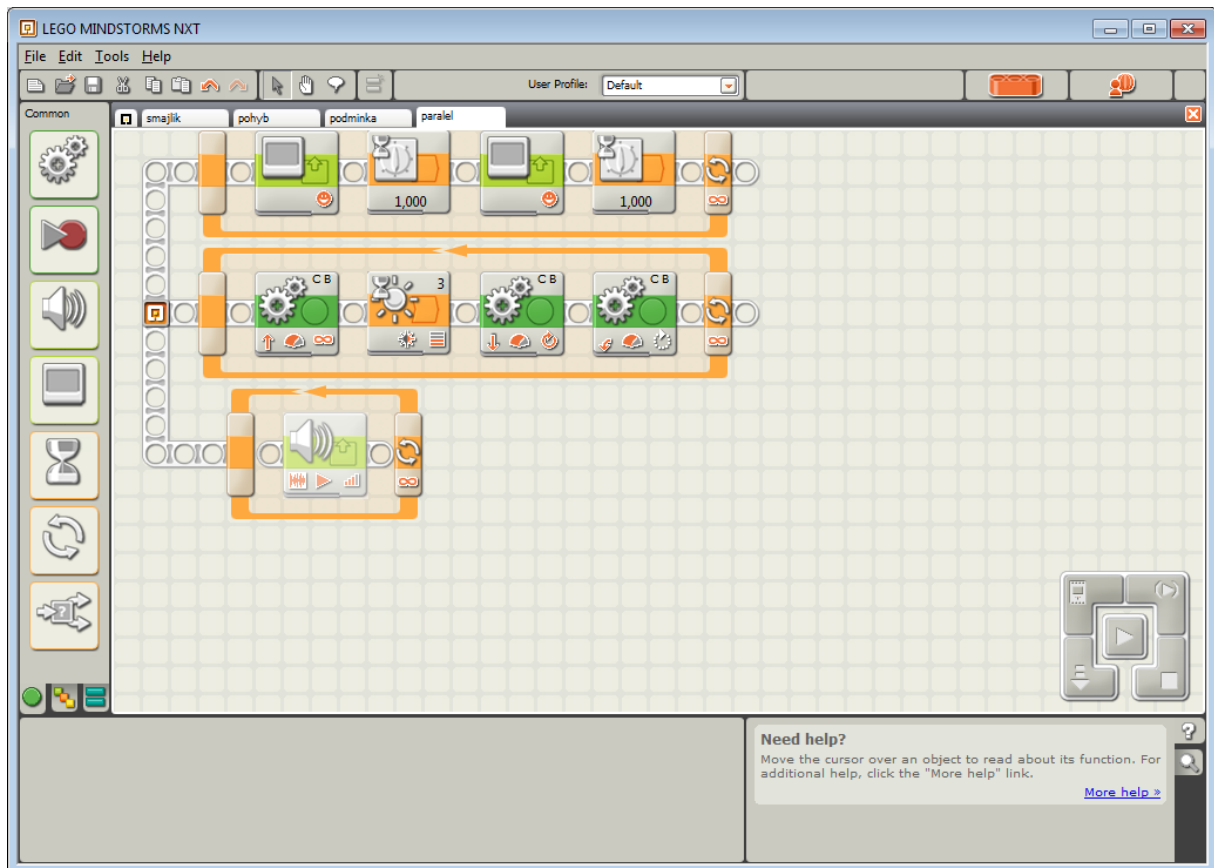 LEGO MINDSTORMS NXT
File Edit Tools Help
User Profile: Default
Common
smajlik pohyb podminka paralel
1,000 1,000
C B 3 C B C B
Need help?
Move the cursor over an object to read about its function. For
additional help, click the "More help" link.
More help »